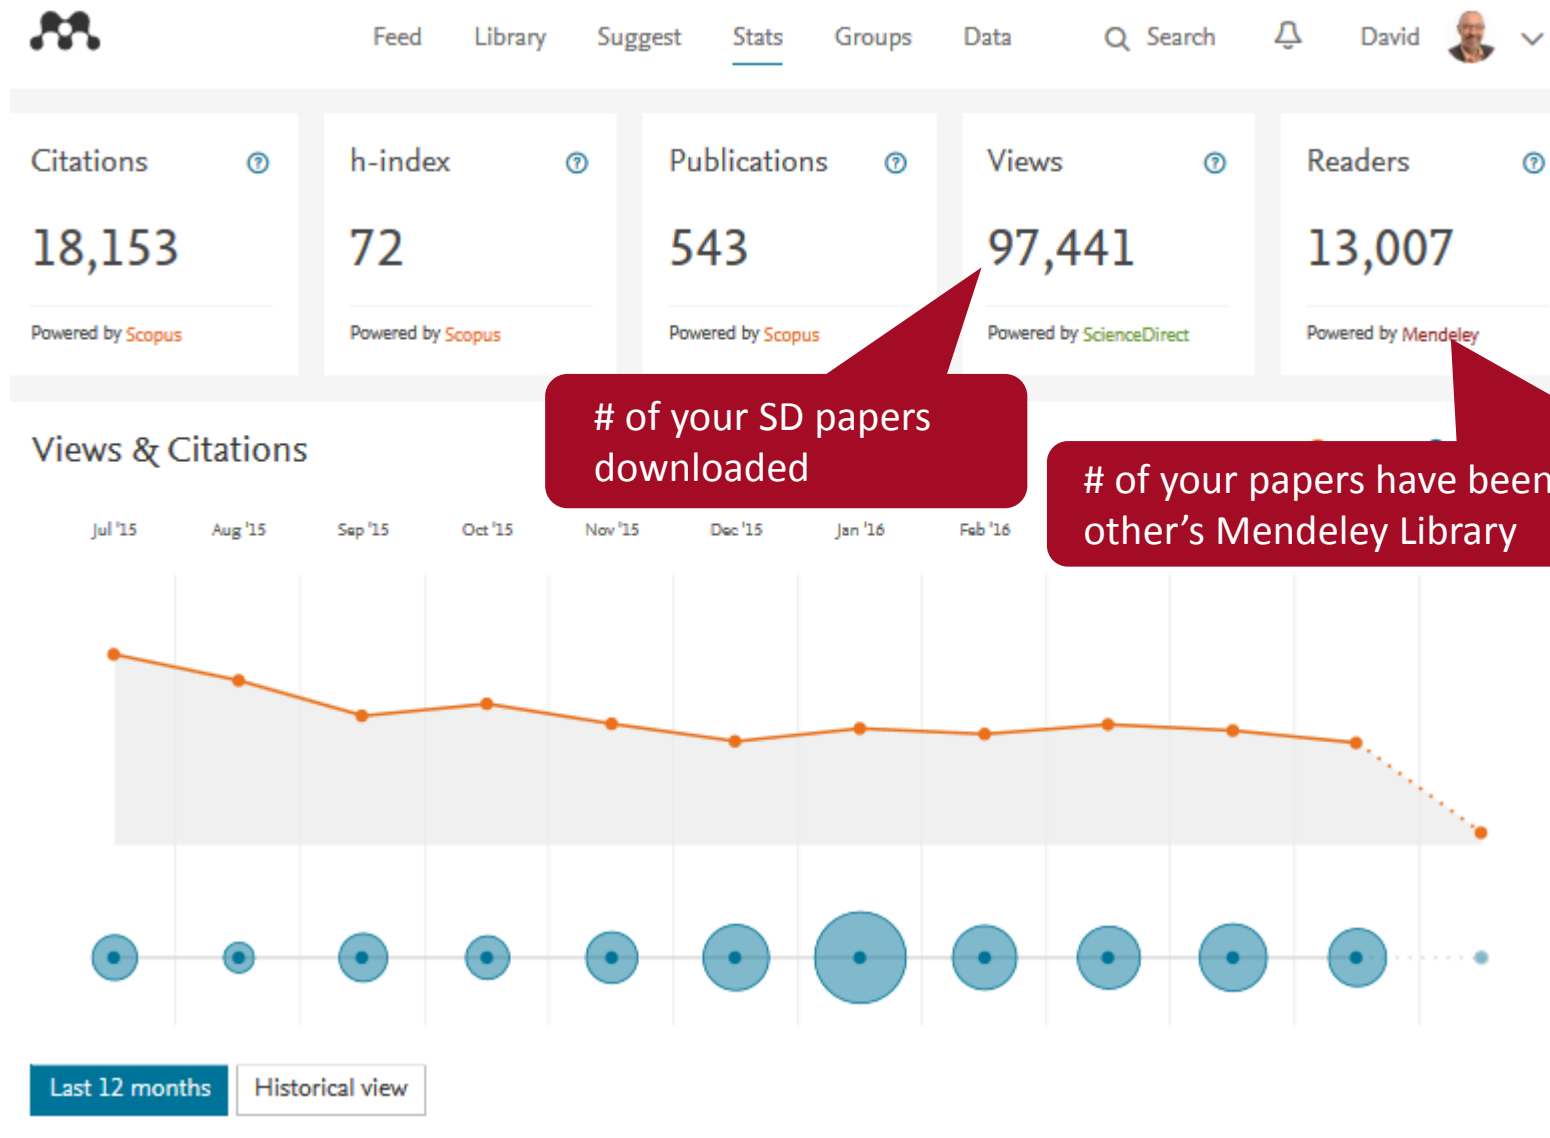 Feed Library Suggest Stats Groups Data Search David
Citations h-index Publications Views Readers
18,153 72 543 97,441 13,007
Powered by Scopus Powered by Scopus Powered by Scopus Powered by ScienceDirect Powered by Mendeley
# of your SD papers
downloaded
Views & Citations
# of your papers have been
other's Mendeley Library
Jul '15 Aug '15 Sep '15 Oct '15 Nov '15 Dec '15 Jan '16 Feb '16
Last 12 months Historical view